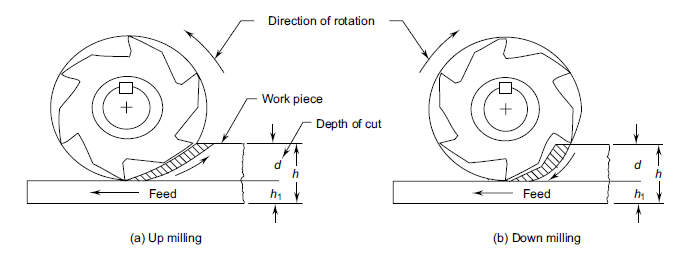 Direction of rotation
Work piece
Depth of cut
d
h
Feed
h1
d
h
Feed
h1
(a) Up milling
(b) Down milling